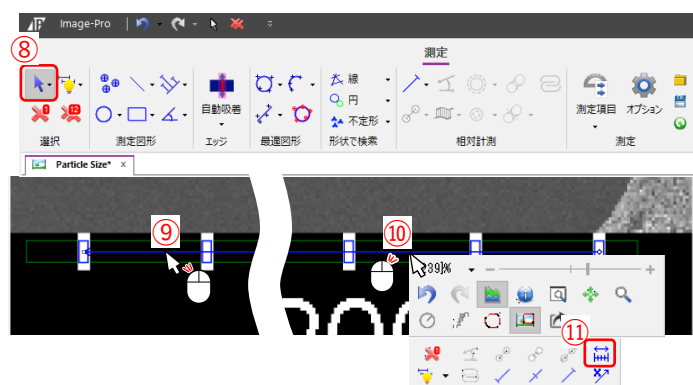 Image-Pro
⑧
測定
線
円
不定形
自動吸着
測定項目
オプション
選択
測定図形
エッジ
最適図形
形状で検索
相対計測
測定
Particle Size* x
⑨
⑩
39%
⑪